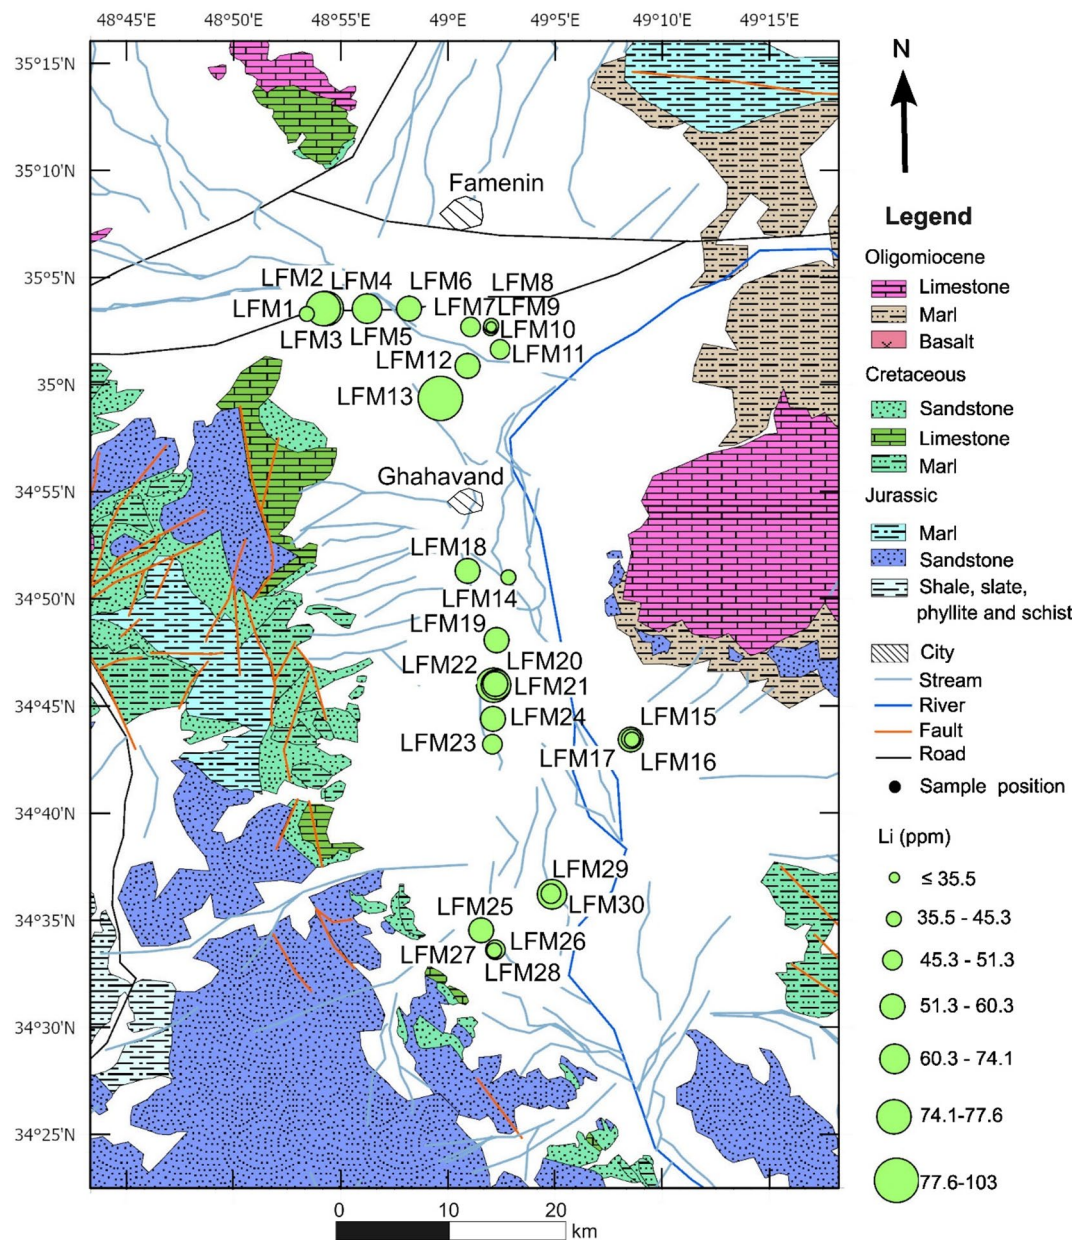 48°45'E 48°50'E 48°55'E 49°E 49°5'E 49°10'E 49°15'E
35°15'N
35°10'N
35°5'N
35°N
34°55'N
34°50'N
34°45'N
34°40'N
34°35'N
34°30'N
34°25'N
Famenin
LFM2 LFM4 LFM6 LFM8
LFM1 LFM7 LFM9
LFM3 LFM5 LFM10
LFM12 LFM11
LFM13
Ghahavand
LFM18
LFM14
LFM19
LFM22 LFM20
LFM21
LFM24 LFM15
LFM23 LFM17 LFM16
LFM29
LFM25 LFM30
LFM27 LFM26
LFM28
N
Legend
Oligomiocene
Limestone
Marl
Basalt
Cretaceous
Sandstone
Limestone
Marl
Jurassic
Marl
Sandstone
Shale, slate,
phyllite and schist
City
Stream
River
Fault
Road
Sample position
Li (ppm)
≤ 35.5
35.5 - 45.3
45.3 - 51.3
51.3 - 60.3
60.3 - 74.1
74.1-77.6
77.6-103
0 10 20
km